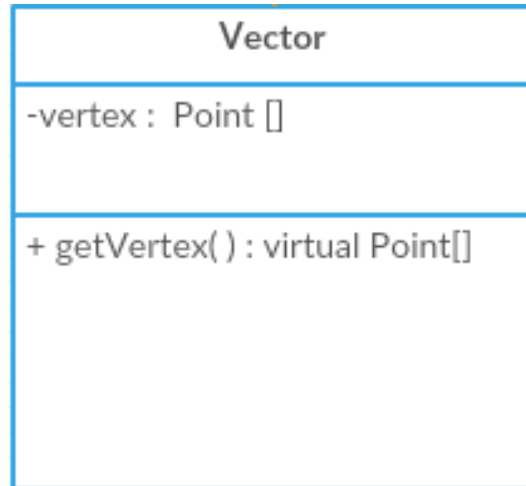 Vector
-vertex : Point []
+ getVertex( ) : virtual Point[]